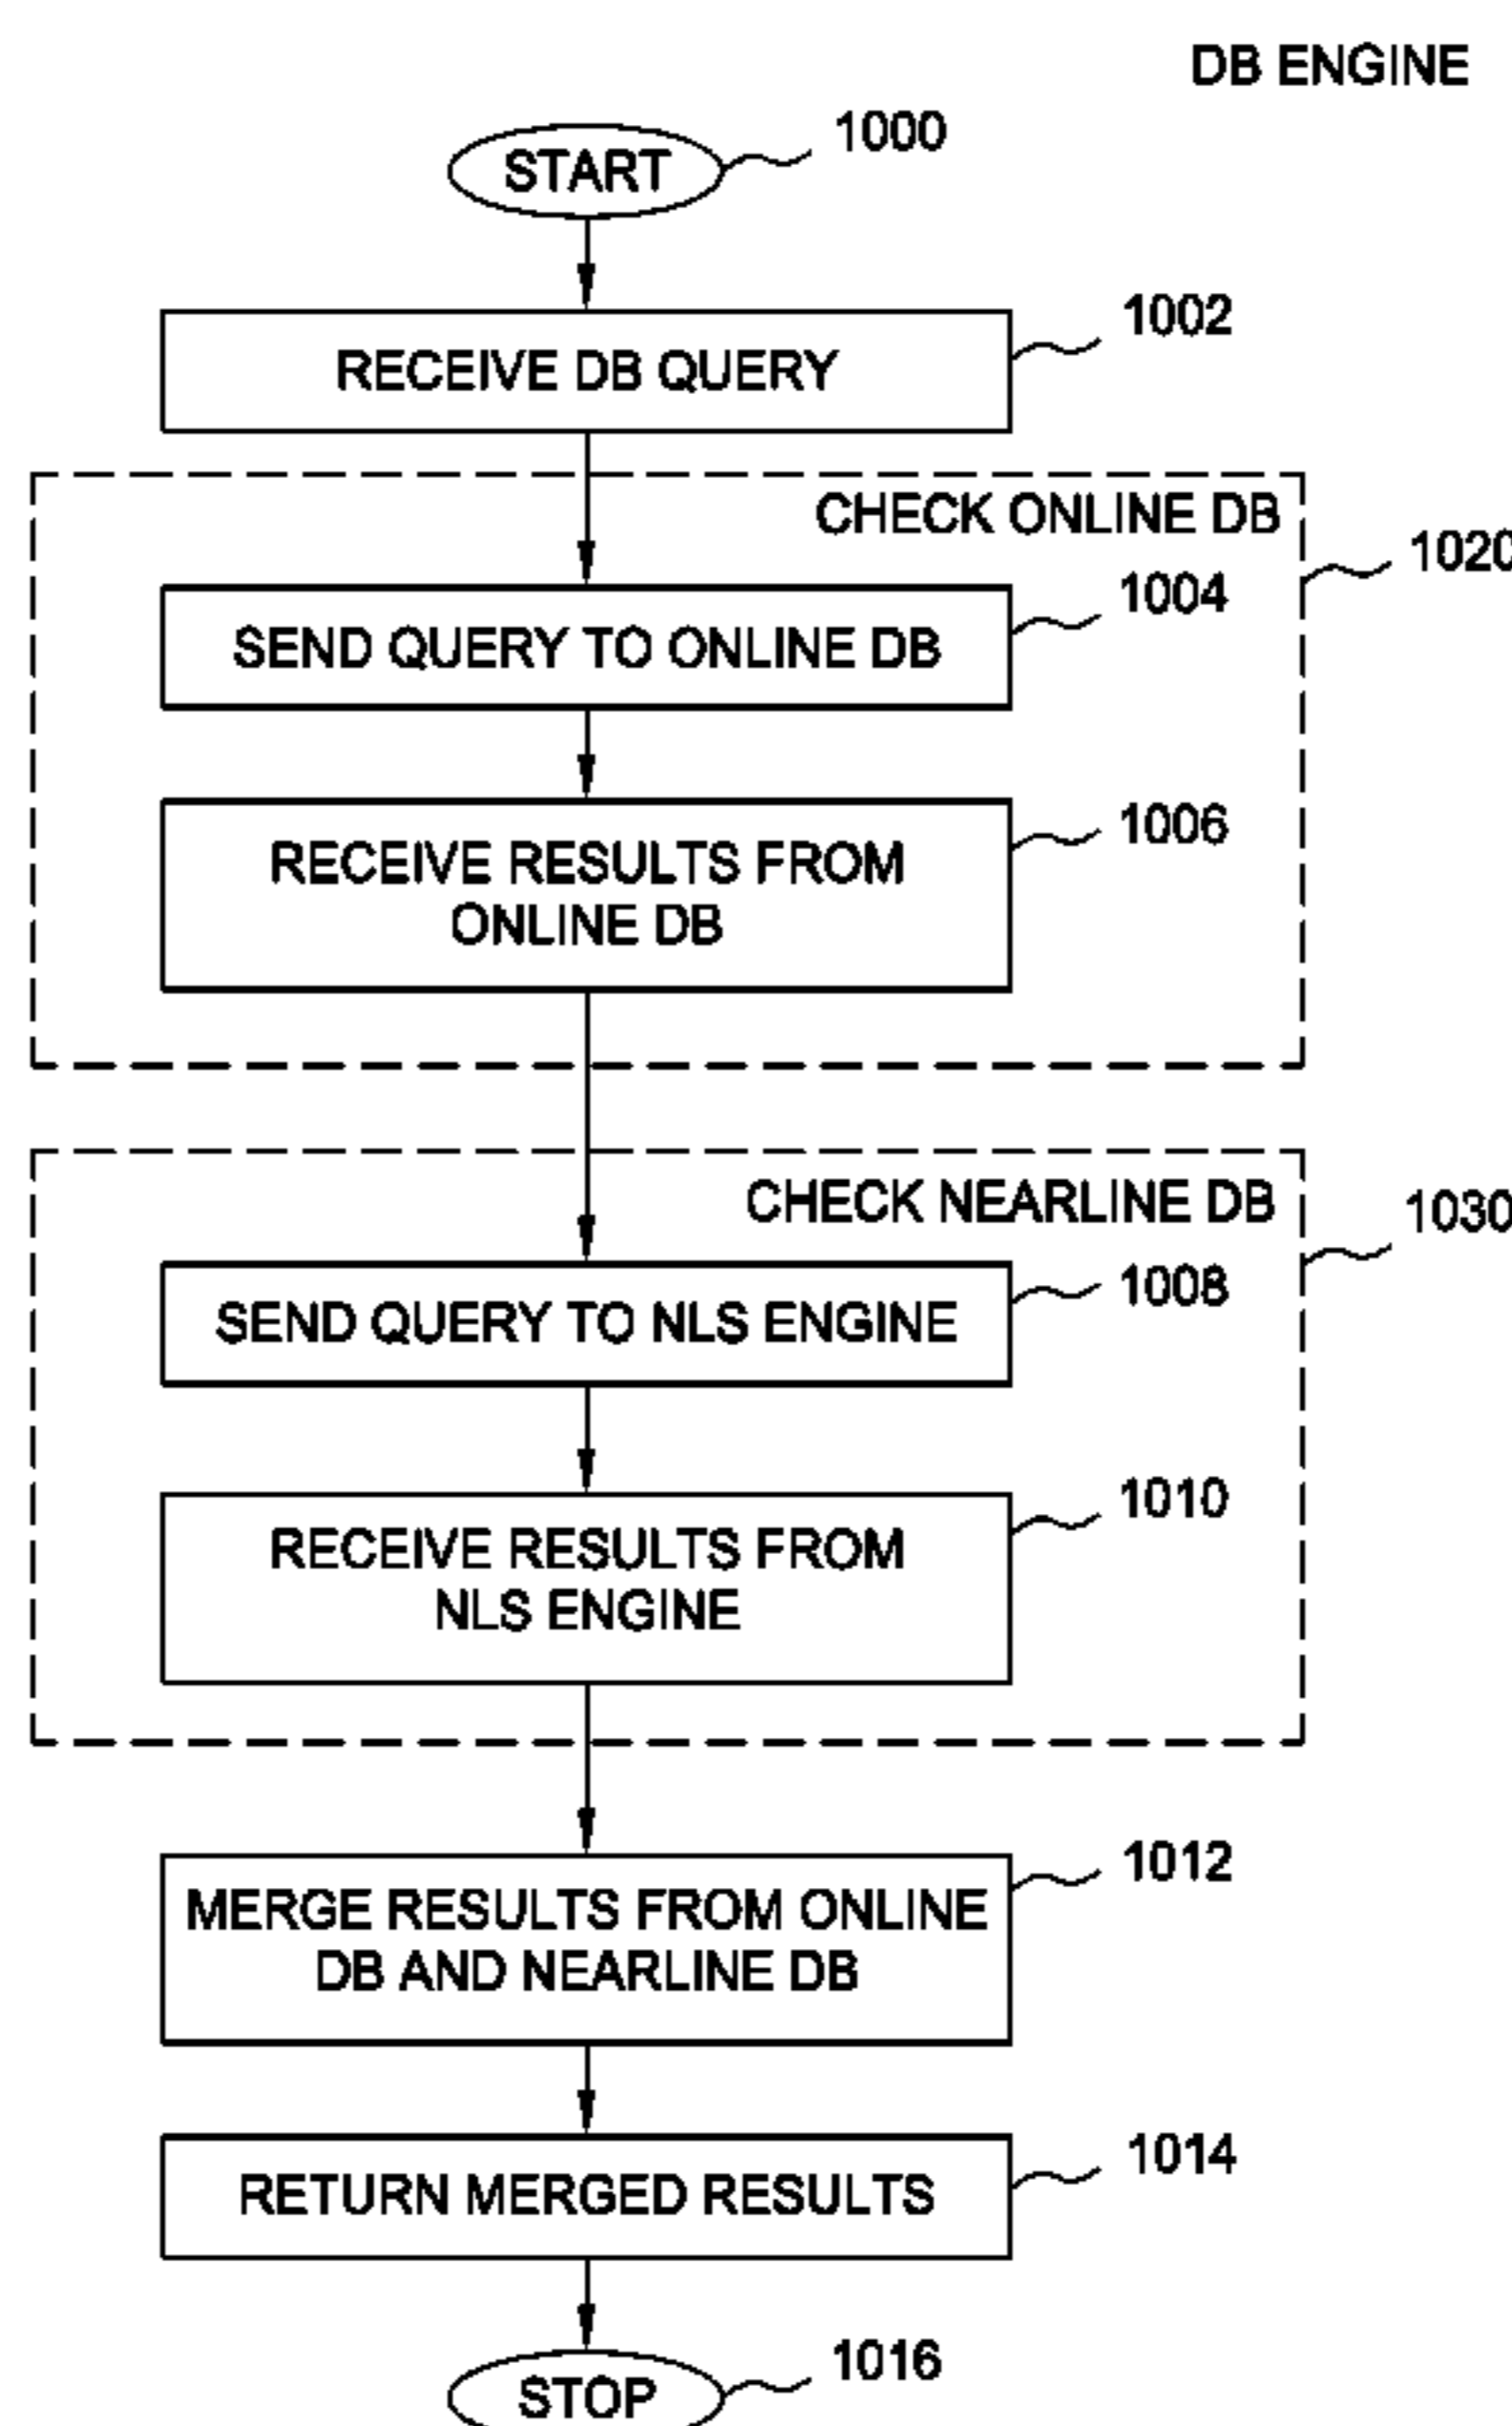 DB ENGINE
START
1000
RECEIVE DB QUERY
1002
CHECK ONLINE DB
1020
SEND QUERY TO ONLINE DB
1004
RECEIVE RESULTS FROM
ONLINE DB
1006
CHECK NEARLINE DB
1030
SEND QUERY TO NLS ENGINE
1008
RECEIVE RESULTS FROM
NLS ENGINE
1010
MERGE RESULTS FROM ONLINE
DB AND NEARLINE DB
1012
RETURN MERGED RESULTS
1014
STOP
1016